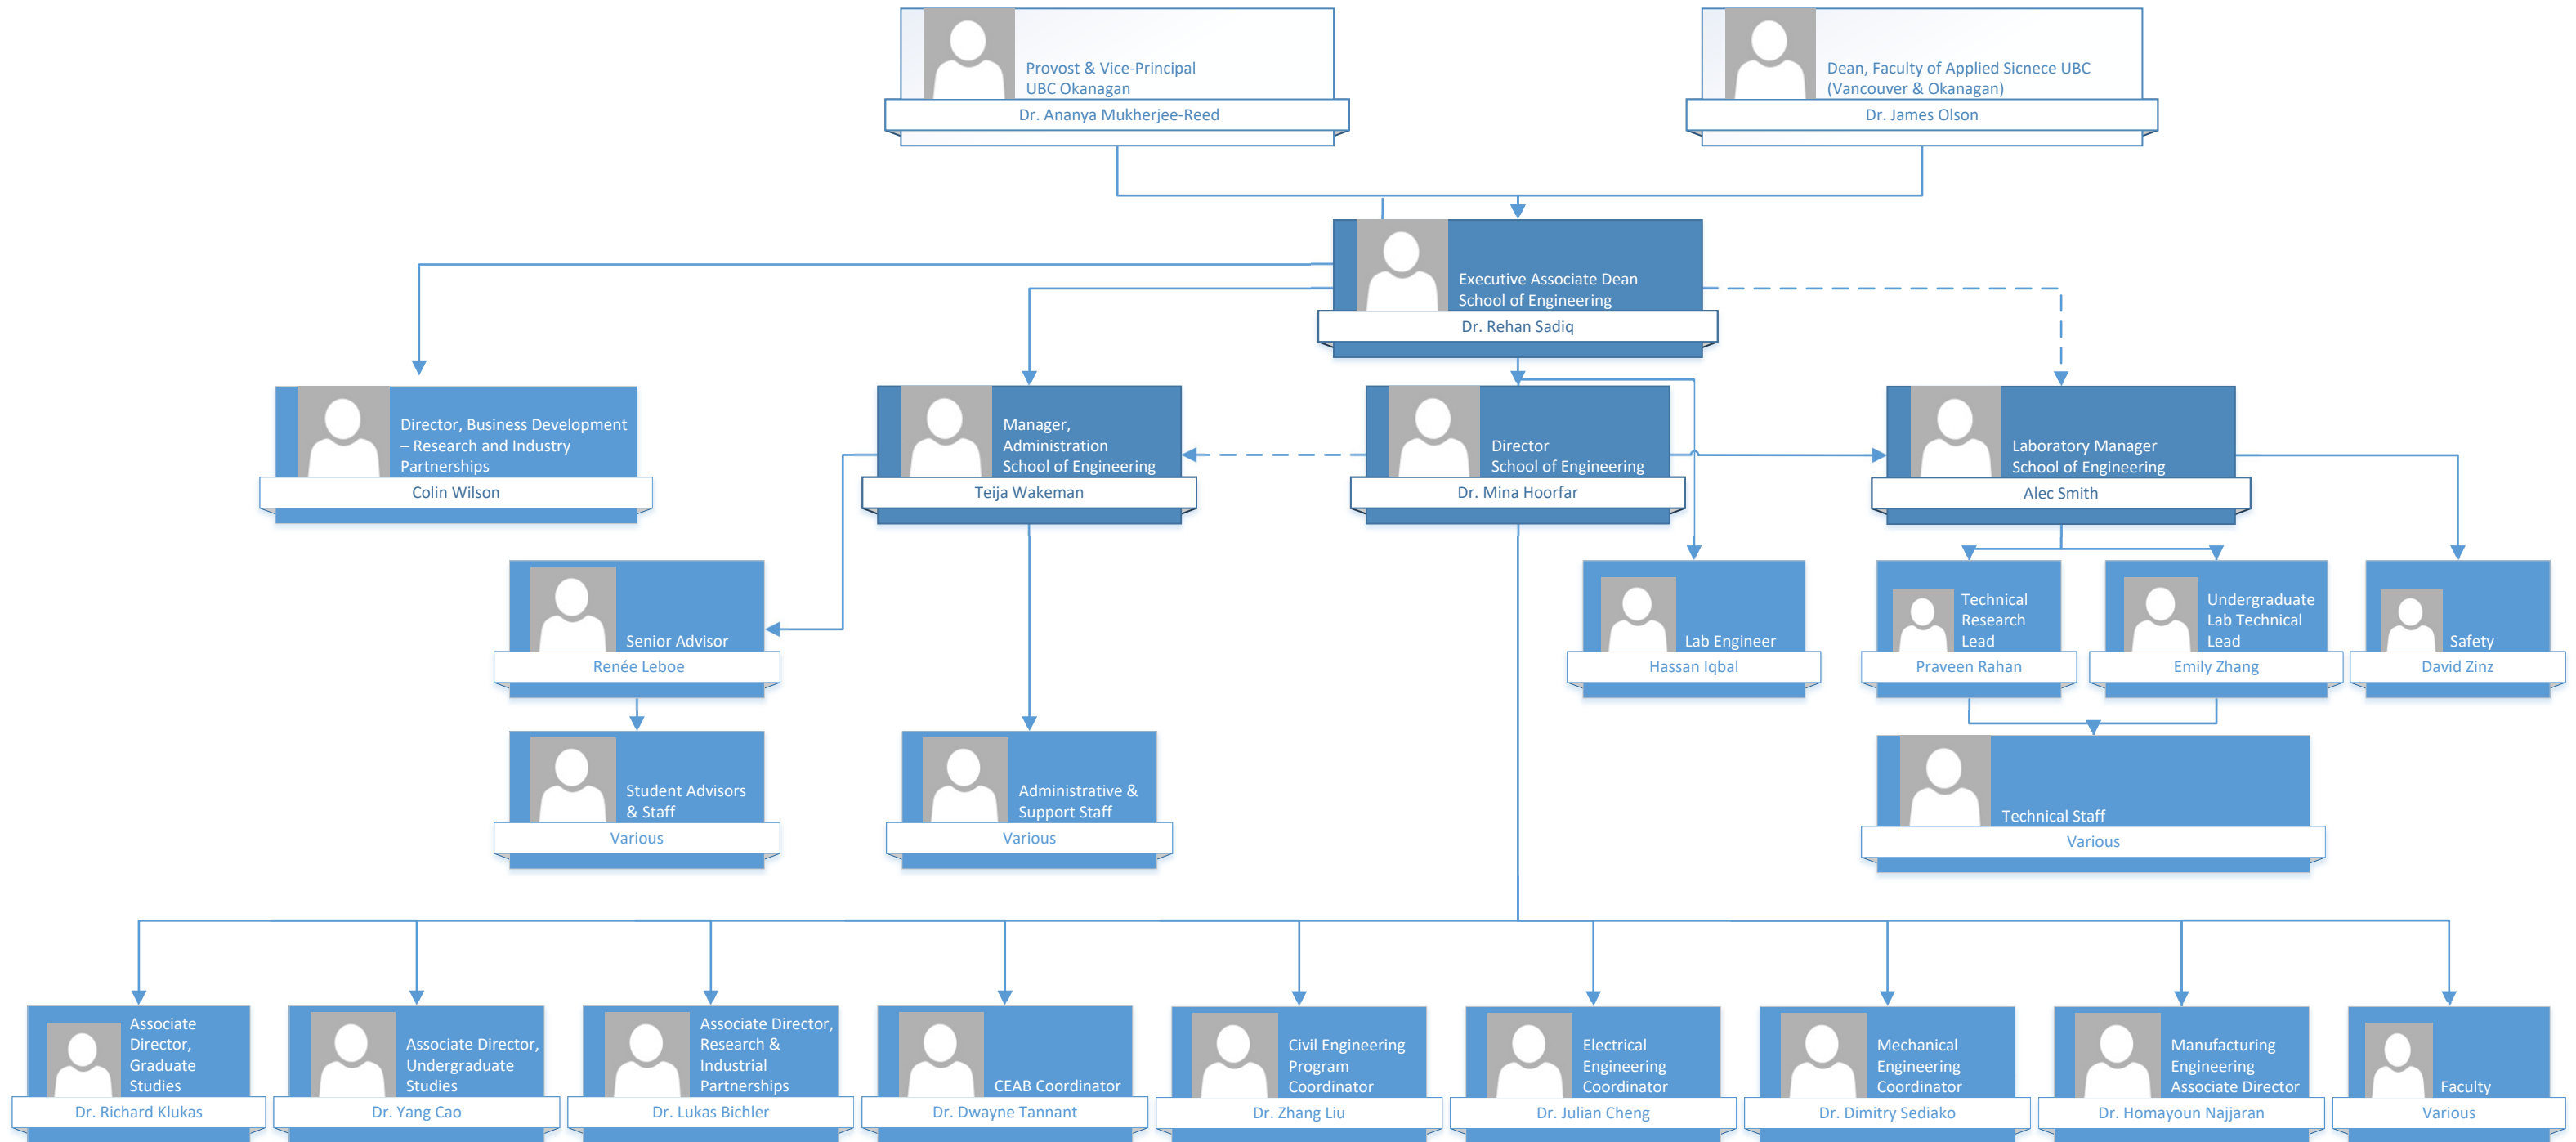 Provost & Vice-Principal
UBC Okanagan
Dr. Ananya Mukherjee-Reed
Dean, Faculty of Applied Sicnece UBC
(Vancouver & Okanagan)
Dr. James Olson
Executive Associate Dean
School of Engineering
Dr. Rehan Sadiq
Director, Business Development
– Research and Industry
Partnerships
Colin Wilson
Manager,
Administration
School of Engineering
Teija Wakeman
Director
School of Engineering
Dr. Mina Hoorfar
Laboratory Manager
School of Engineering
Alec Smith
Senior Advisor
Renée Leboe
Lab Engineer
Hassan Iqbal
Technical
Research
Lead
Praveen Rahan
Undergraduate
Lab Technical
Lead
Emily Zhang
Safety
David Zinz
Student Advisors
& Staff
Various
Administrative &
Support Staff
Various
Technical Staff
Various
Associate
Director,
Graduate
Studies
Dr. Richard Klukas
Associate Director,
Undergraduate
Studies
Dr. Yang Cao
Associate Director,
Research &
Industrial
Partnerships
Dr. Lukas Bichler
CEAB Coordinator
Dr. Dwayne Tannant
Civil Engineering
Program
Coordinator
Dr. Zhang Liu
Electrical
Engineering
Coordinator
Dr. Julian Cheng
Mechanical
Engineering
Coordinator
Dr. Dimitry Sediako
Manufacturing
Engineering
Associate Director
Dr. Homayoun Najjaran
Faculty
Various